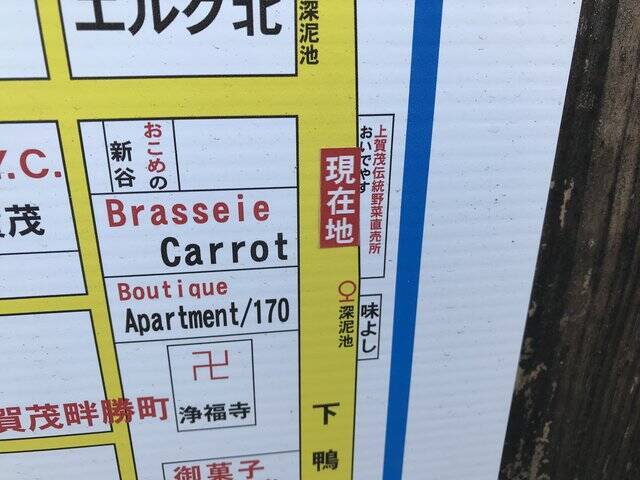 エルク北
深泥池
おこめの
新谷
上賀茂伝統野菜直売所
おいでやす
現在地
Y.C.
茂
Brasseie
Carrot
Boutique
Apartment/170
深泥池
味よし
卍
浄福寺
賀茂畔勝町
下鴨
御菓子